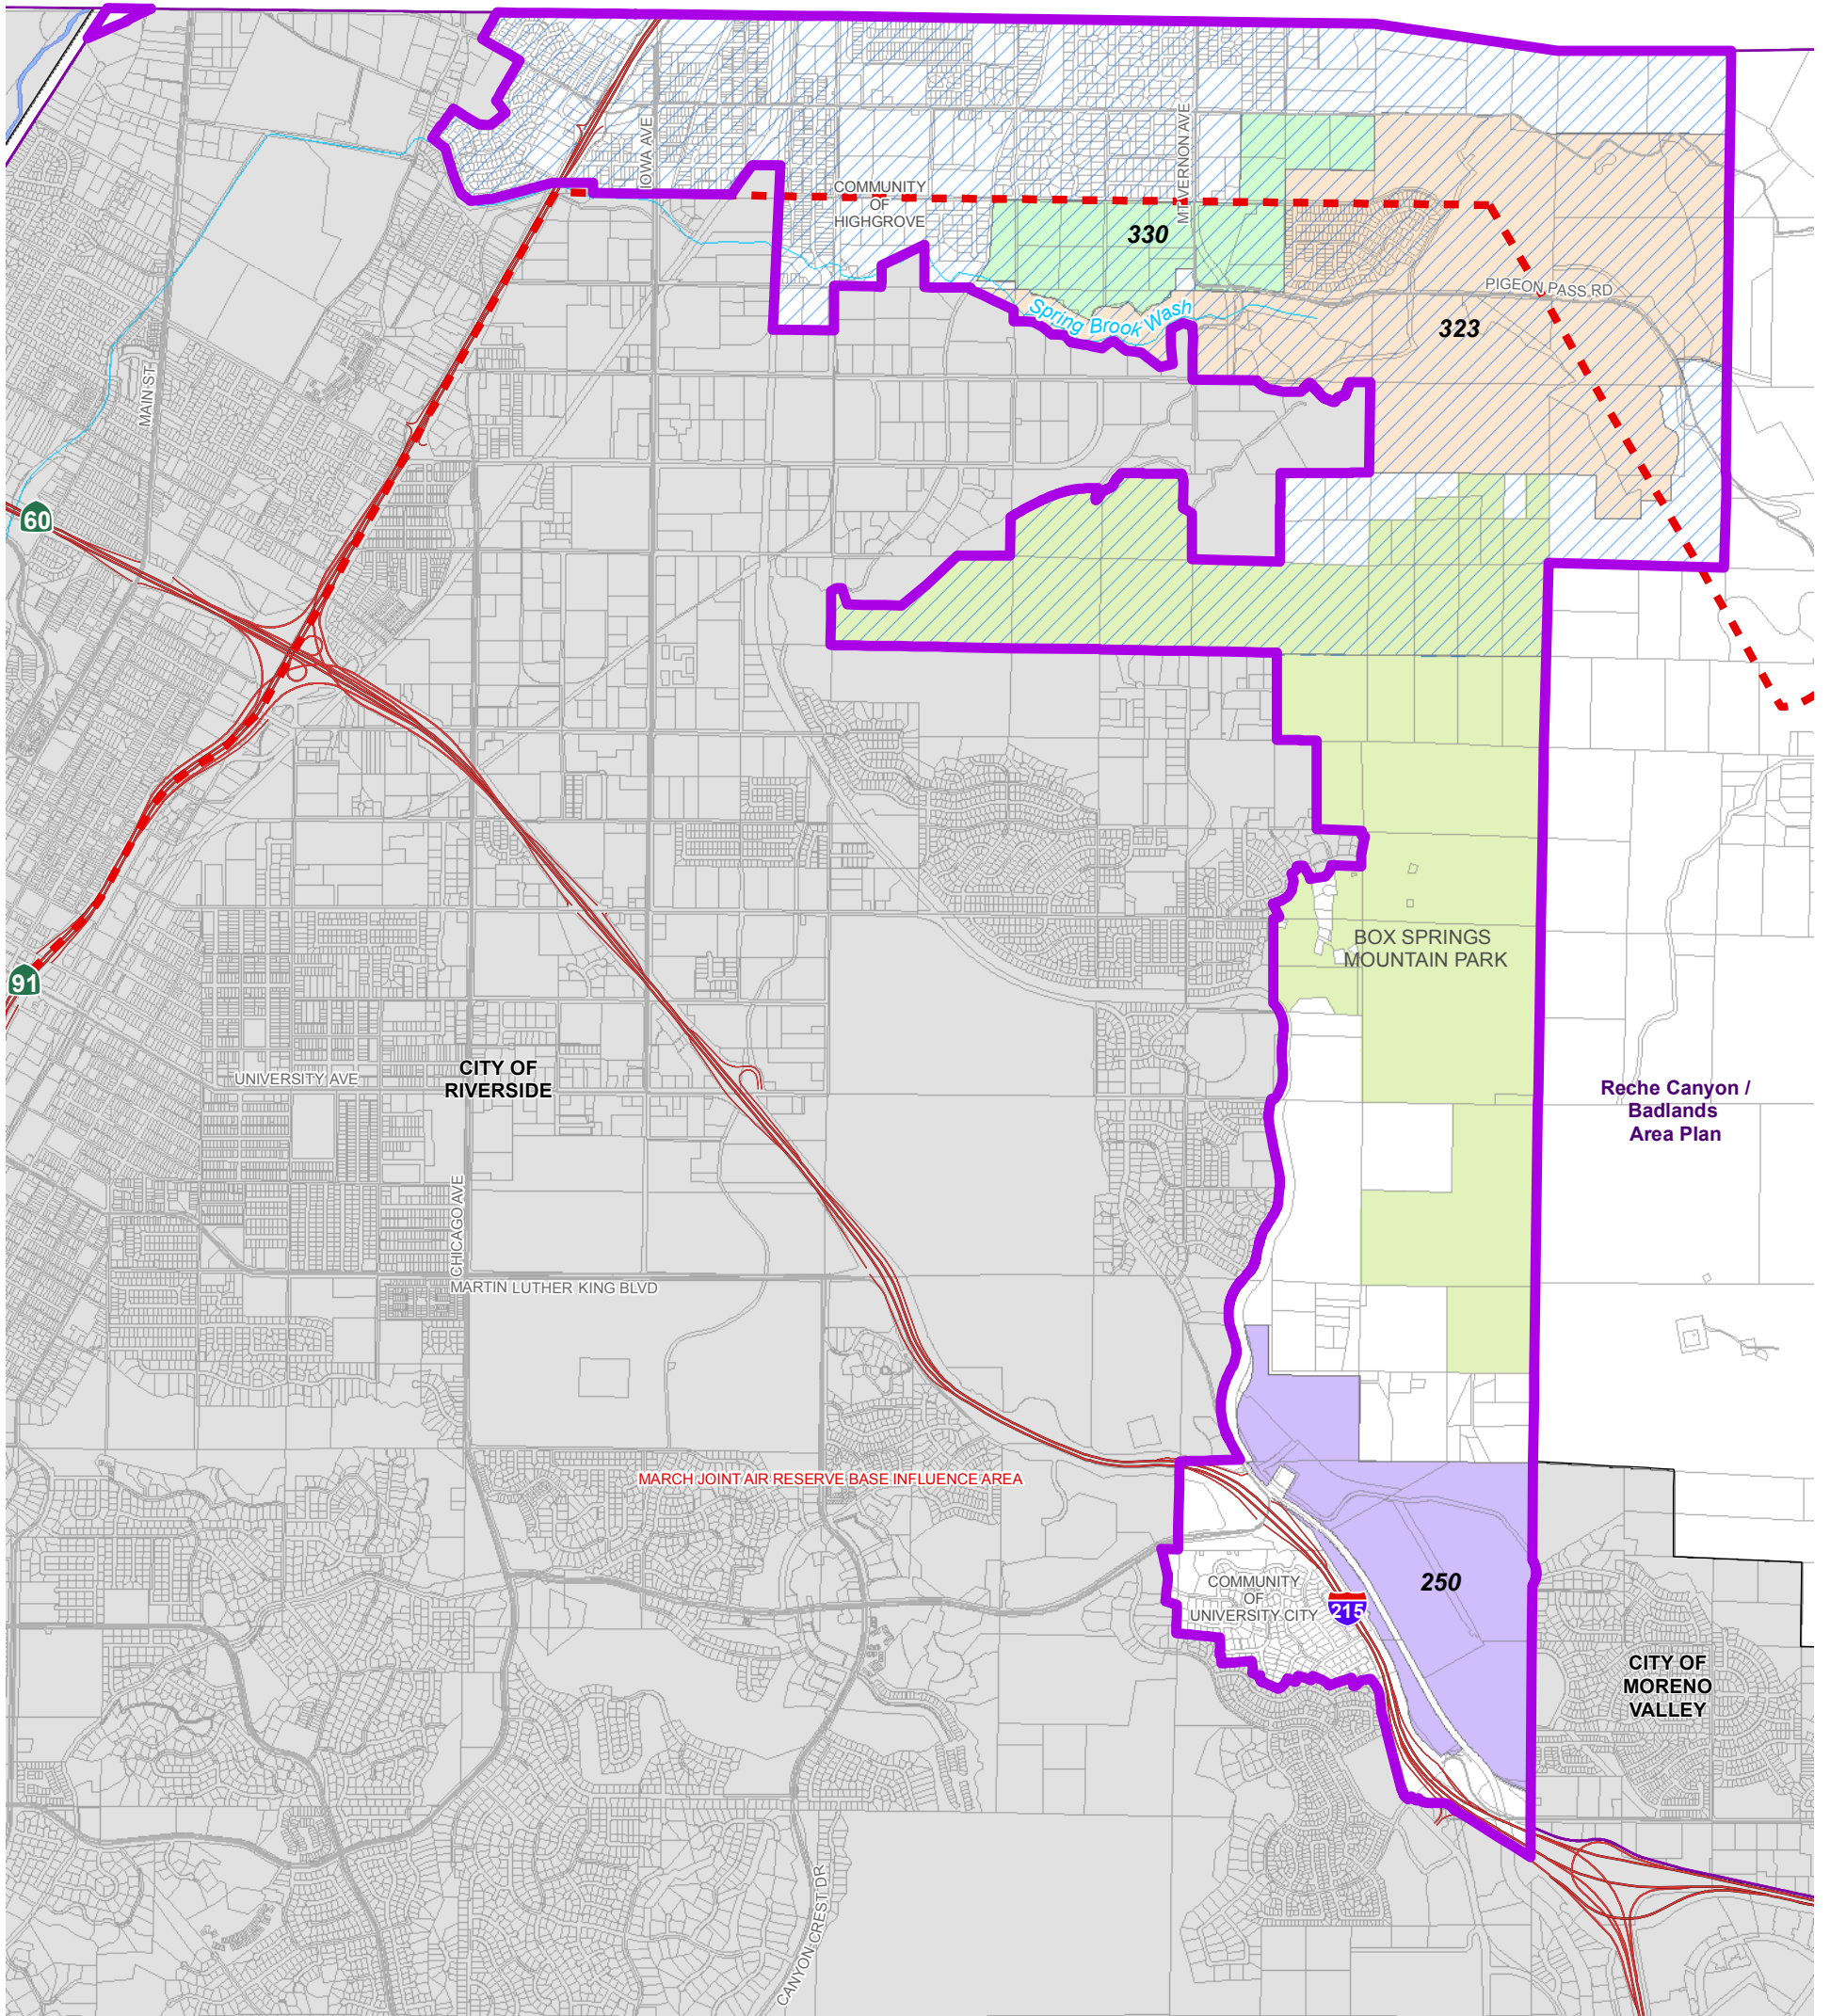 IOWA AVE
MT VERNON AVE
COMMUNITY
OF
HIGHGROVE
330
PIGEON PASS RD
Spring Brook Wash
323
MAIN ST
60
BOX SPRINGS
MOUNTAIN PARK
91
CITY OF
RIVERSIDE
UNIVERSITY AVE
Reche Canyon /
Badlands
Area Plan
CHICAGO AVE
MARTIN LUTHER KING BLVD
MARCH JOINT AIR RESERVE BASE INFLUENCE AREA
COMMUNITY
OF
UNIVERSITY CITY
250
215
CITY OF
MORENO
VALLEY
CANYON CREST DR